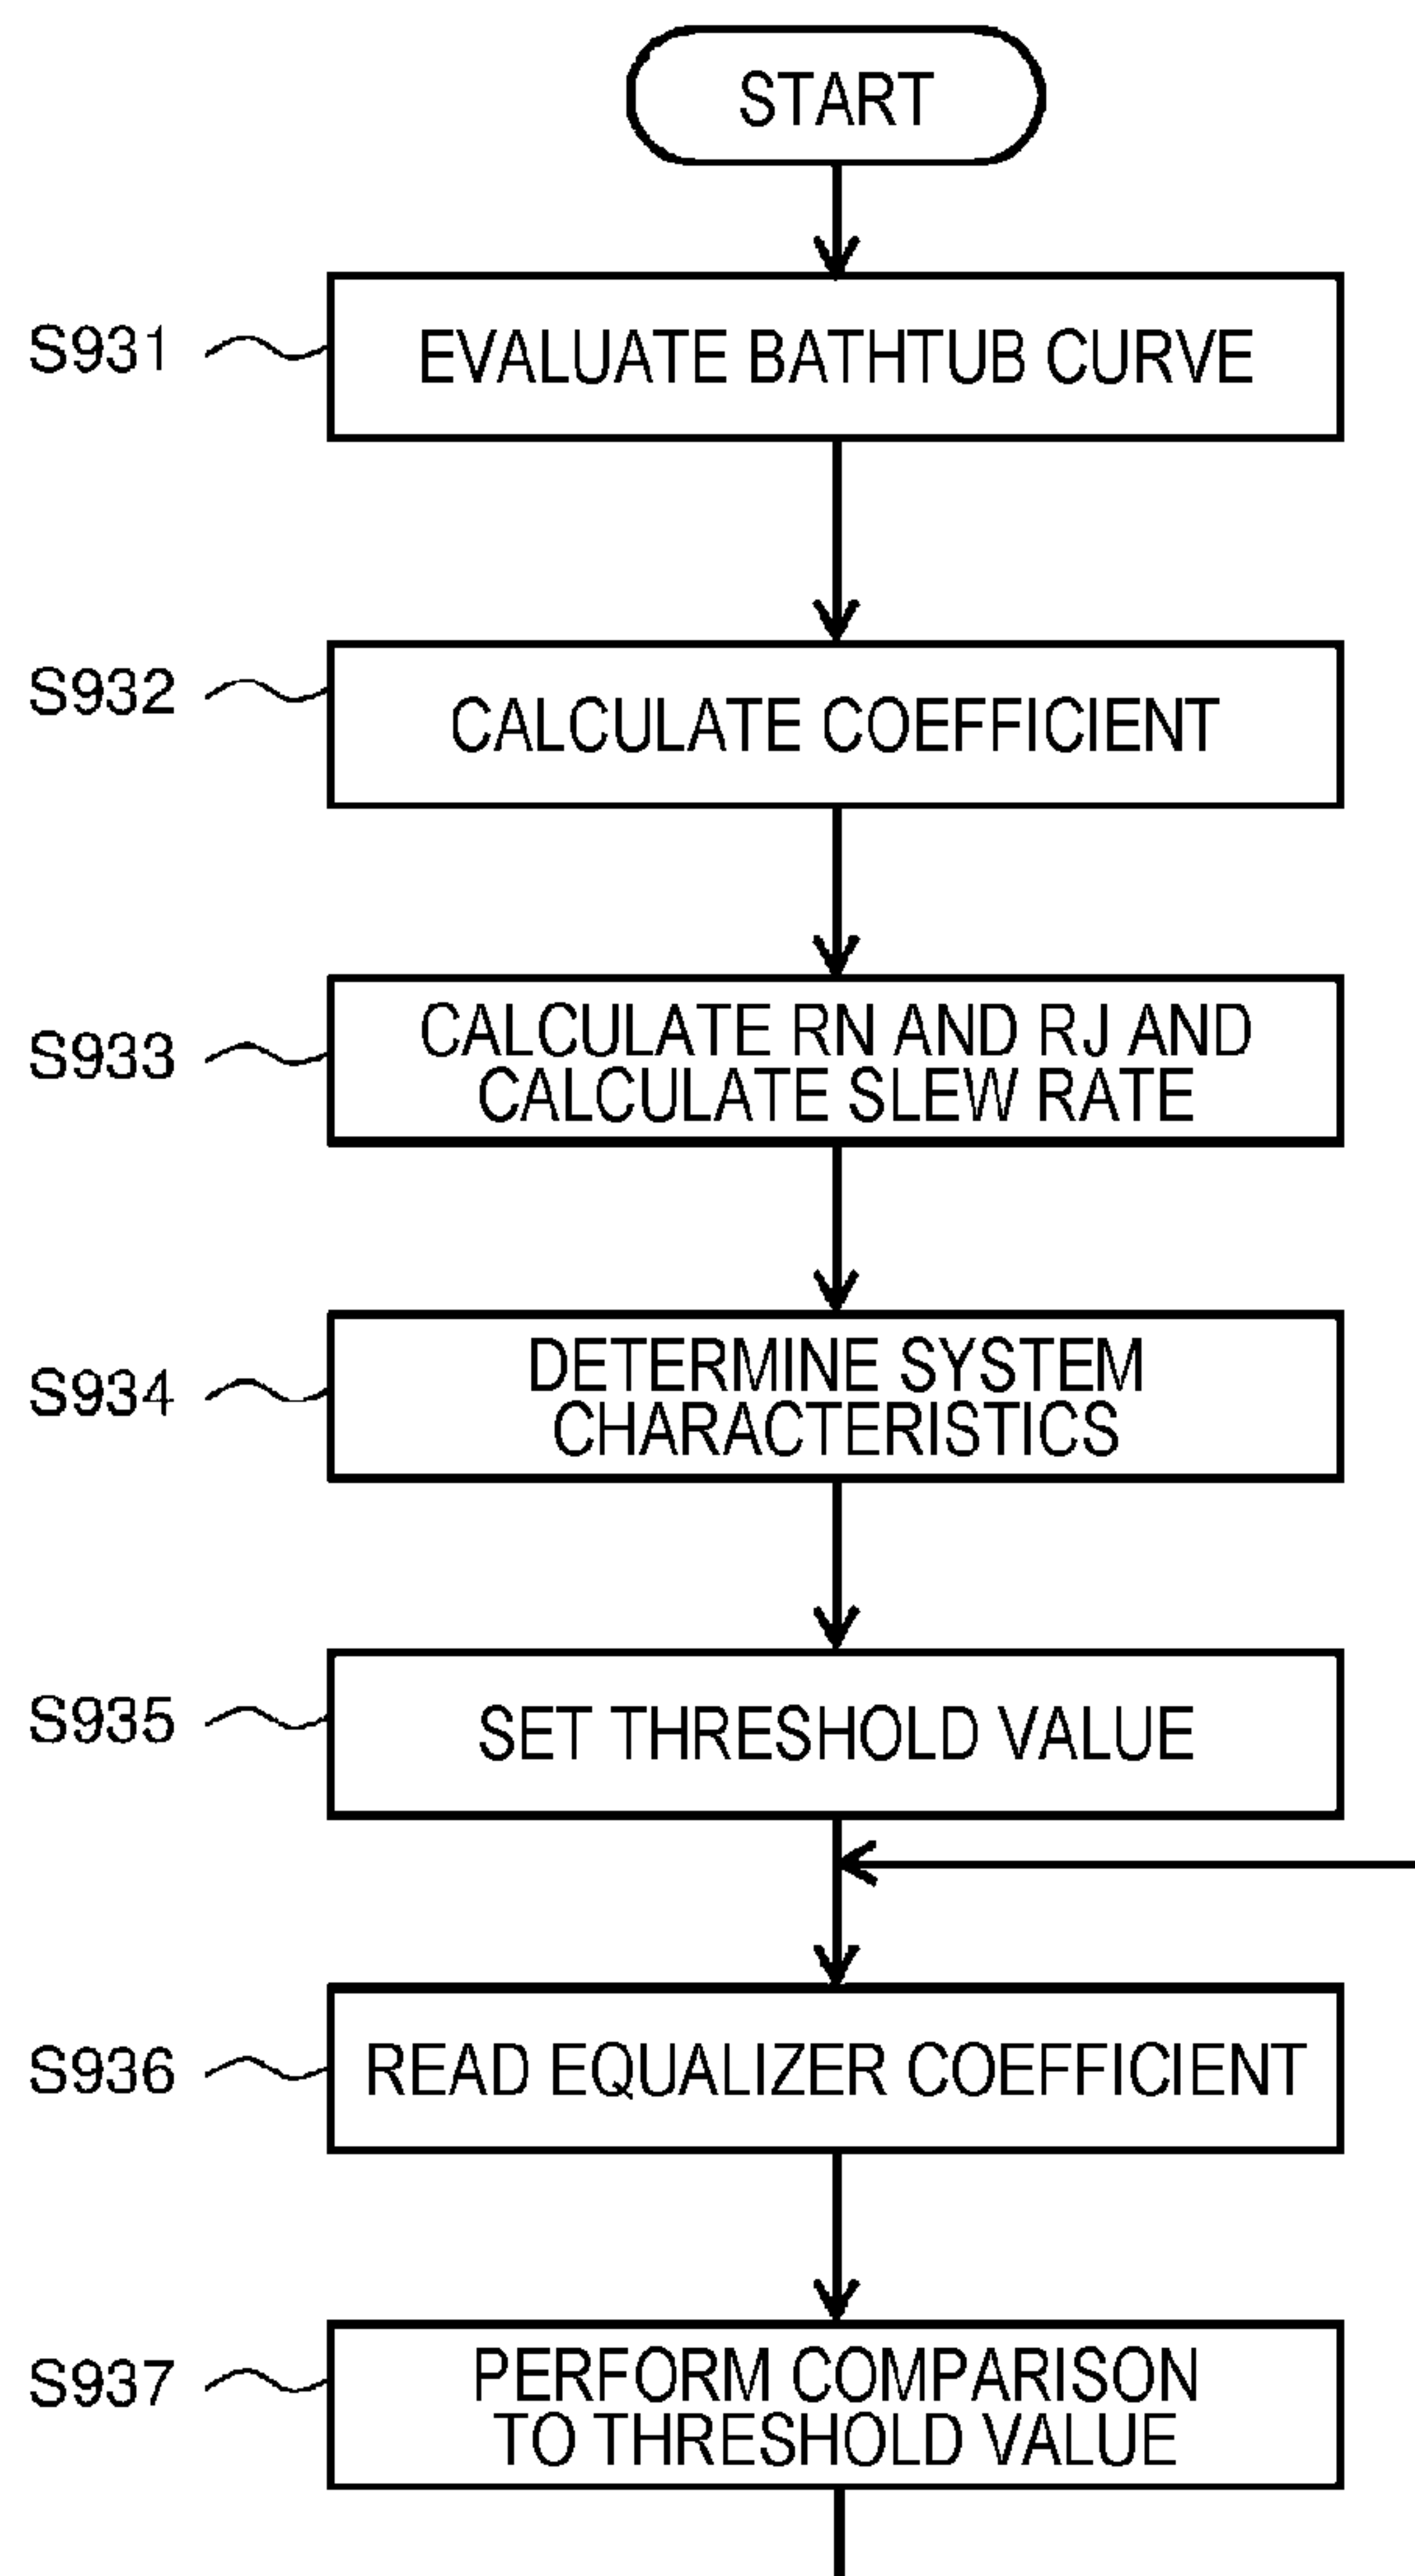 START
S931
EVALUATE BATHTUB CURVE
S932
CALCULATE COEFFICIENT
S933
CALCULATE RN AND RJ AND
CALCULATE SLEW RATE
S934
DETERMINE SYSTEM
CHARACTERISTICS
S935
SET THRESHOLD VALUE
S936
READ EQUALIZER COEFFICIENT
S937
PERFORM COMPARISON
TO THRESHOLD VALUE